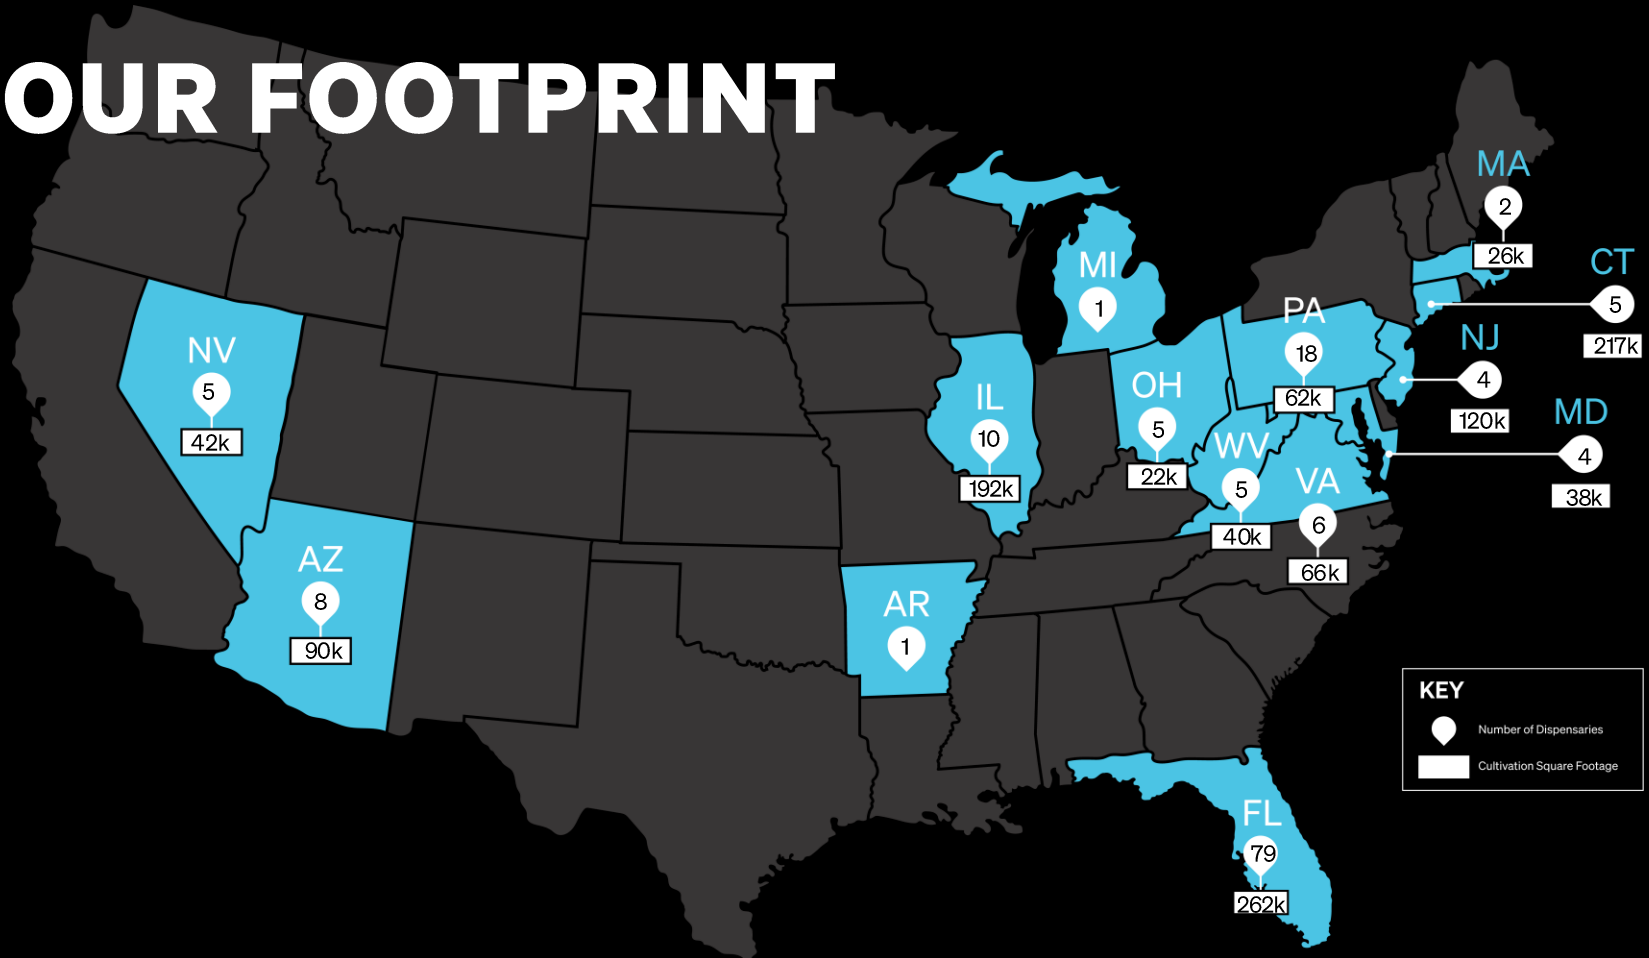 OUR FOOTPRINT
MA
2
26k
CT
5
217k
MI
1
PA
18
62k
NJ
4
120k
NV
5
42k
IL
10
192k
OH
5
22k
MD
4
38k
WV
5
40k
VA
6
66k
AZ
8
90k
AR
1
FL
79
262k
KEY
Number of Dispensaries
Cultivation Square Footage